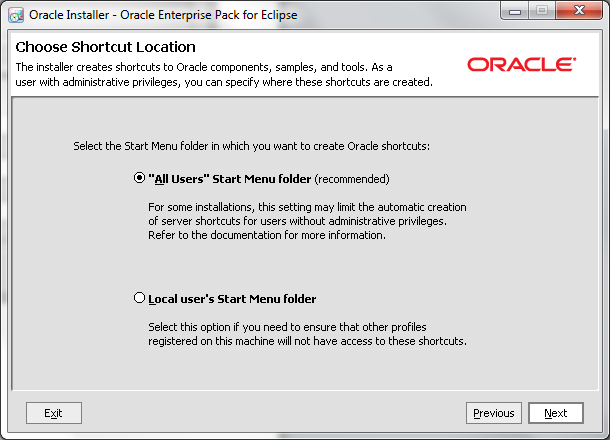 Oracle Installer - Oracle Enterprise Pack for Eclipse
Choose Shortcut Location
The installer creates shortcuts to Oracle components, samples, and tools. As a
user with administrative privileges, you can specify where these shortcuts are created.
ORACLE®
Select the Start Menu folder in which you want to create Oracle shortcuts:
"All Users" Start Menu folder (recommended)
For some installations, this setting may limit the automatic creation
of server shortcuts for users without administrative privileges.
Refer to the documentation for more information.
Local user's Start Menu folder
Select this option if you need to ensure that other profiles
registered on this machine will not have access to these shortcuts.
Exit
Previous
Next